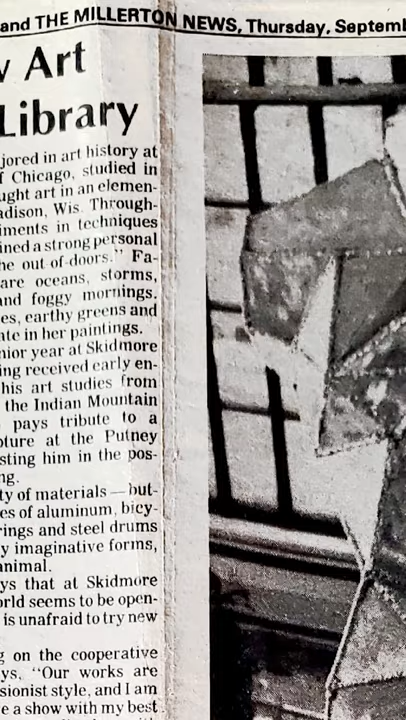 and THE MILLERTON NEWS, Thursday, Septem
Art
Library
jored in art history at
f Chicago, studied in
ught art in an elemen-
adison, Wis. Through-
iments in techniques
ined a strong personal
he out-of-doors." Fa-
are oceans, storms,
and foggy mornings.
es, earthy greens and
ate in her paintings.
nior year at Skidmore
ing received early en-
his art studies from
the Indian Mountain
pays tribute to a
pture at the Putney
sting him in the pos-
ng.
ty of materials — but-
es of aluminum, bicy-
rings and steel drums
y imaginative forms,
animal.
ys that at Skidmore
orld seems to be open-
is unafraid to try new
g on the cooperative
ys, "Our works are
sionist style, and I am
e a show with my best